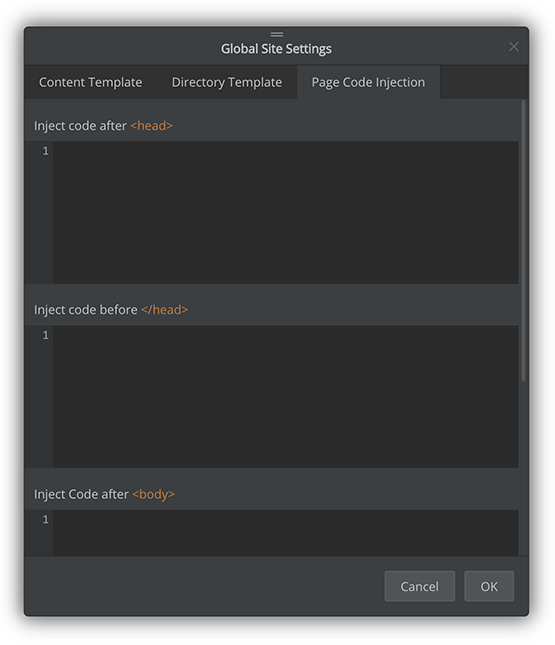 Global Site Settings
Content Template Directory Template Page Code Injection
Inject code after <head>
1
Inject code before </head>
1
Inject Code after <body>
1
Cancel OK